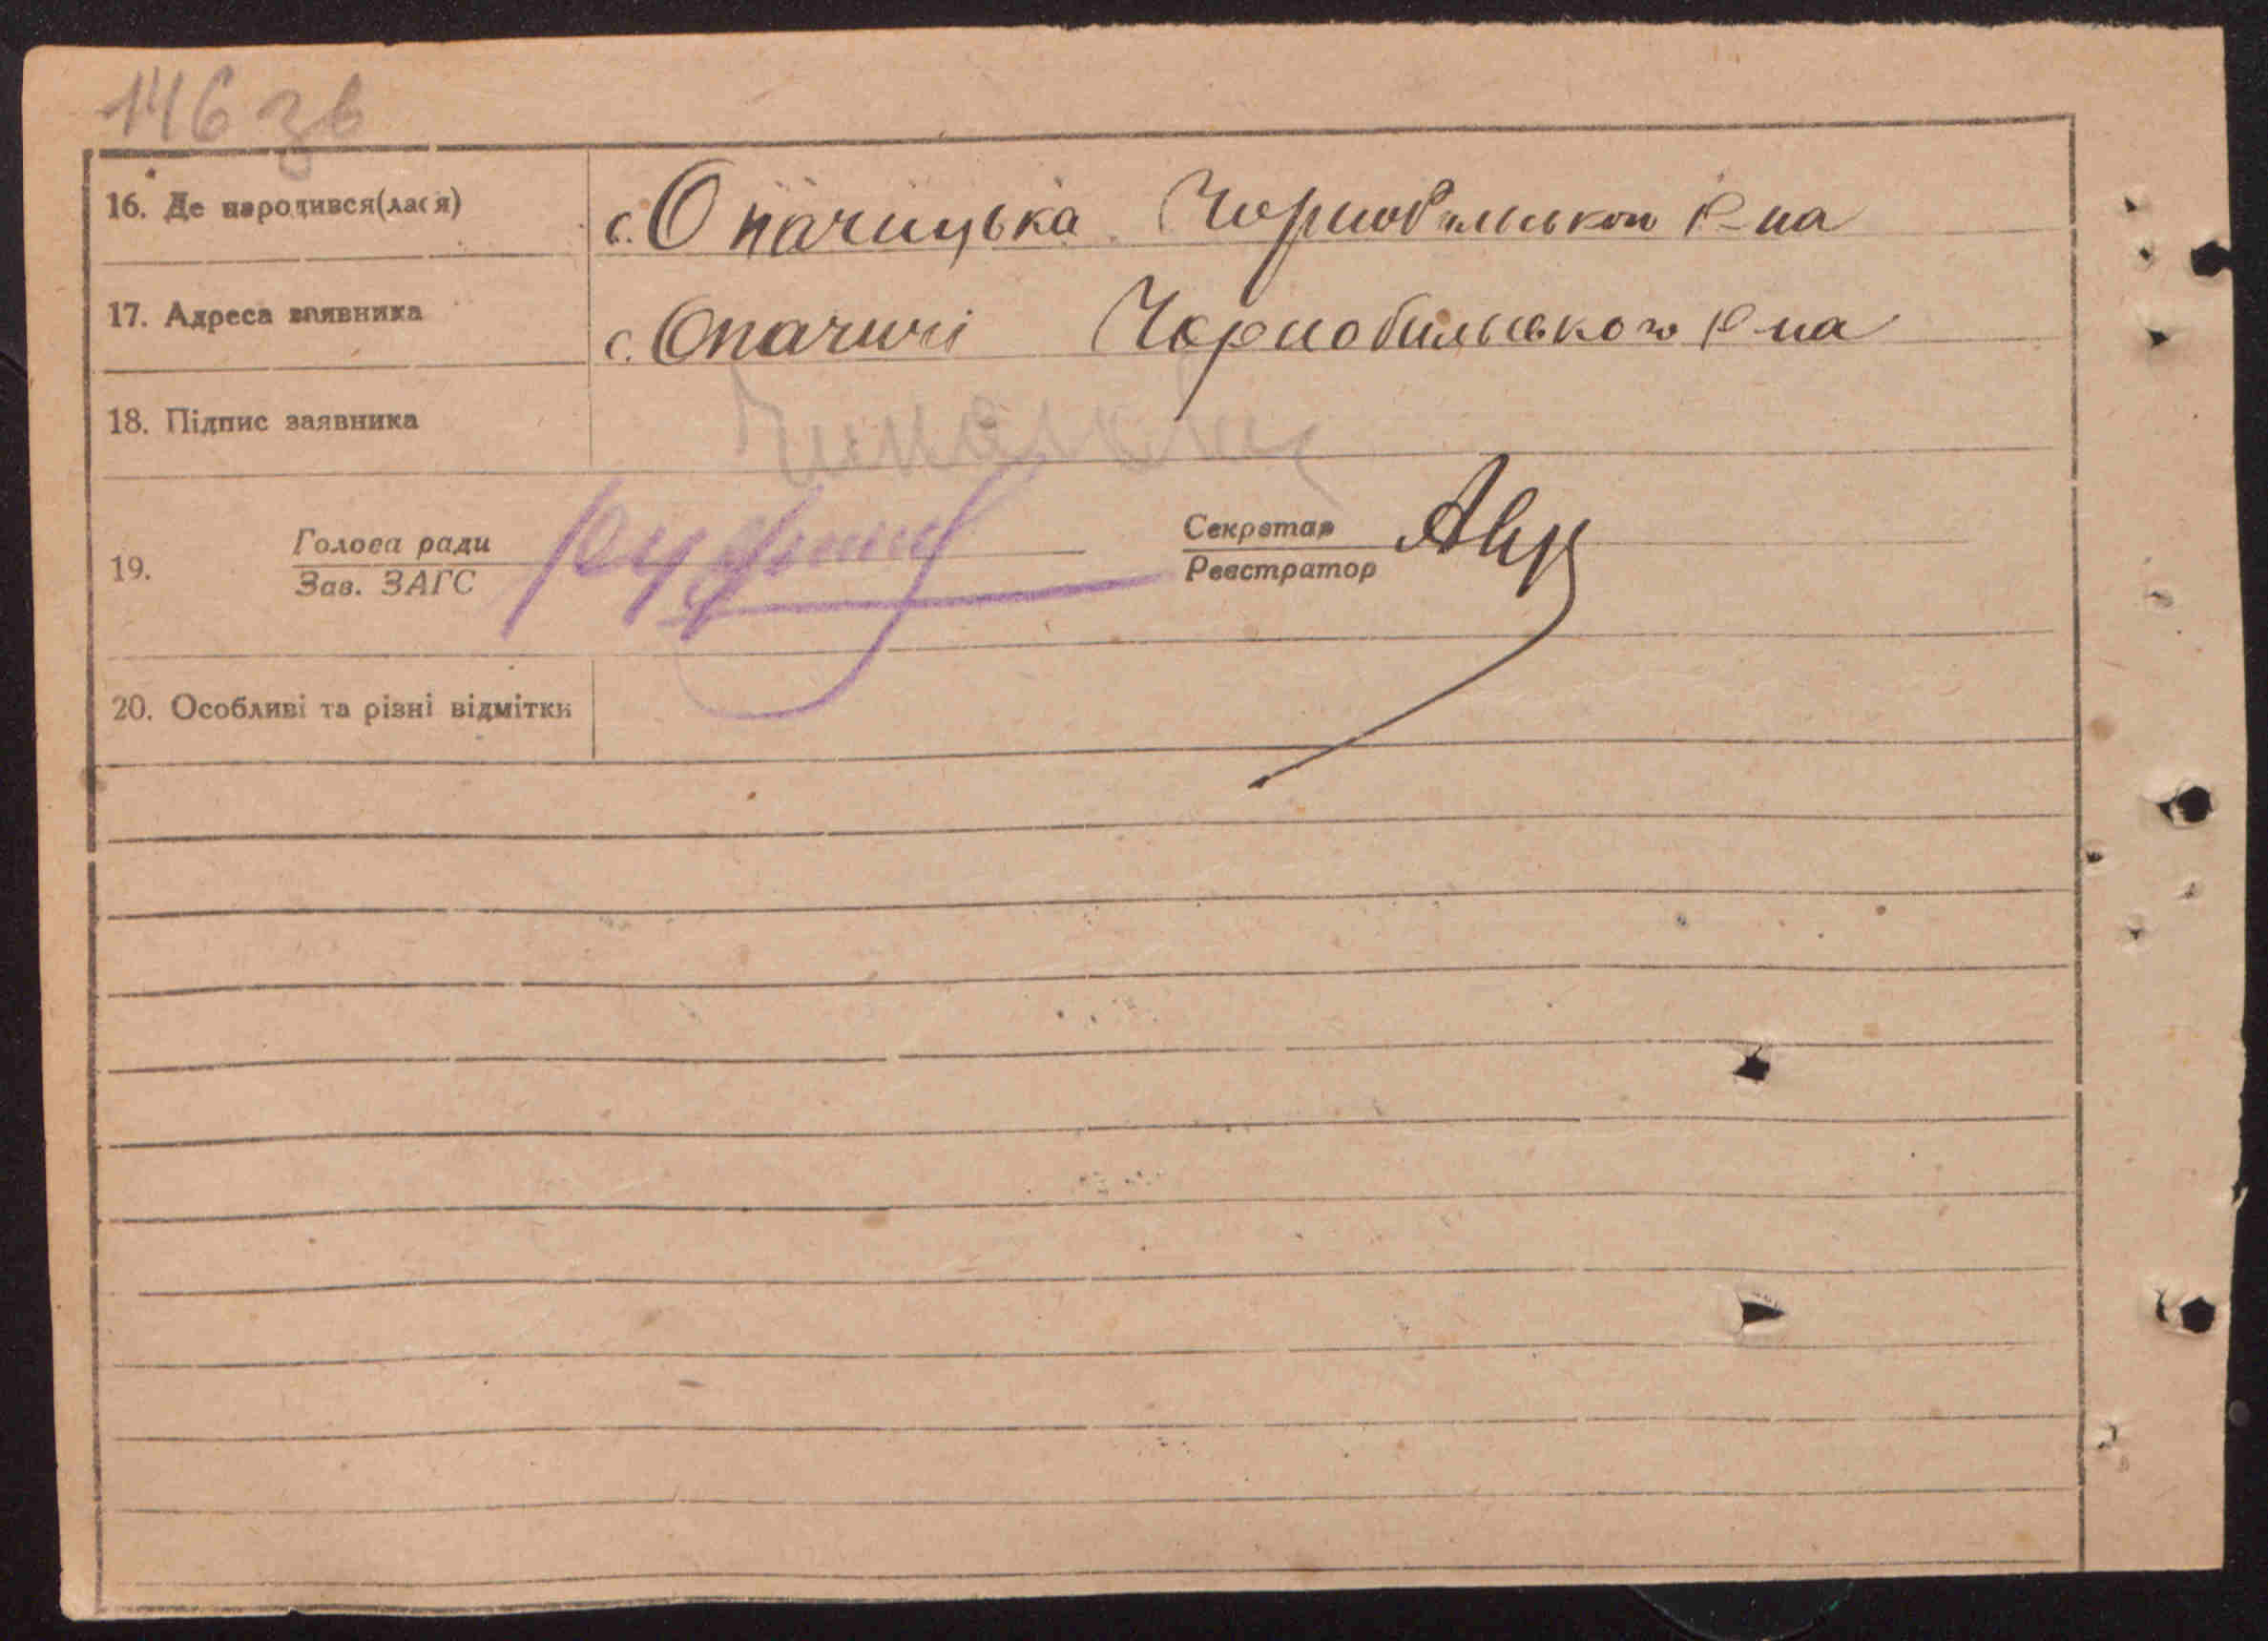 146 зв
16. Де народився(лася) с. Опачицька Чорнобильського р-на
17. Адреса заявника с. Опачичі Чорнобильського р-на
18. Підпис заявника
19. Голова ради Секретар
Зав. ЗАГС Реєстратор
20. Особливі та різні відмітки